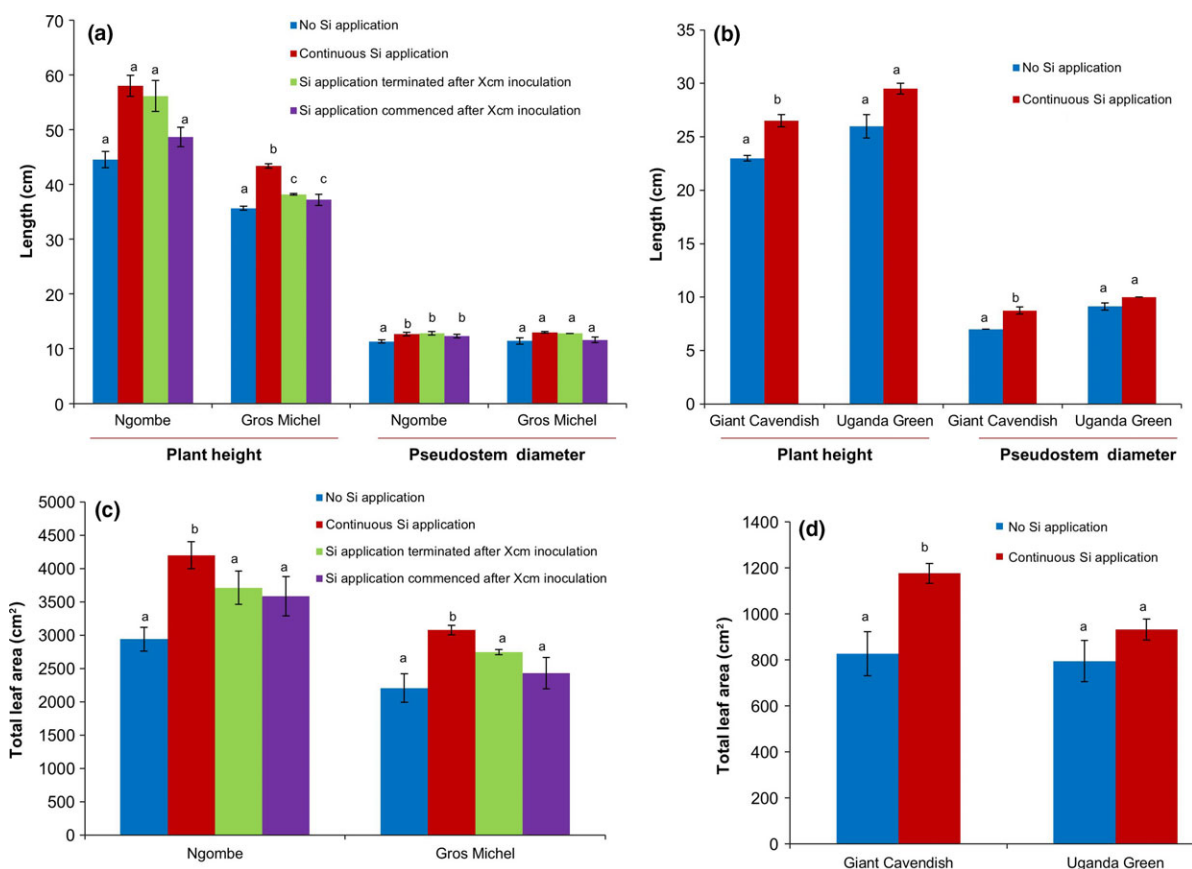 (a)
No Si application
Continuous Si application
Si application terminated after Xcm inoculation
Si application commenced after Xcm inoculation
Length (cm)
70
60
50
40
30
20
10
0
a a a a
a b c c
a b b b
a a a a
Ngombe Gros Michel Ngombe Gros Michel
Plant height Pseudostem diameter
(b)
No Si application
Continuous Si application
Length (cm)
35
30
25
20
15
10
5
0
a b
a a
a b
a a
Giant Cavendish Uganda Green Giant Cavendish Uganda Green
Plant height Pseudostem diameter
(c)
No Si application
Continuous Si application
Si application terminated after Xcm inoculation
Si application commenced after Xcm inoculation
Total leaf area (cm²)
5000
4500
4000
3500
3000
2500
2000
1500
1000
500
0
a b a a
a b a a
Ngombe Gros Michel
(d)
No Si application
Continuous Si application
Total leaf area (cm²)
1400
1200
1000
800
600
400
200
0
a b
a a
Giant Cavendish Uganda Green